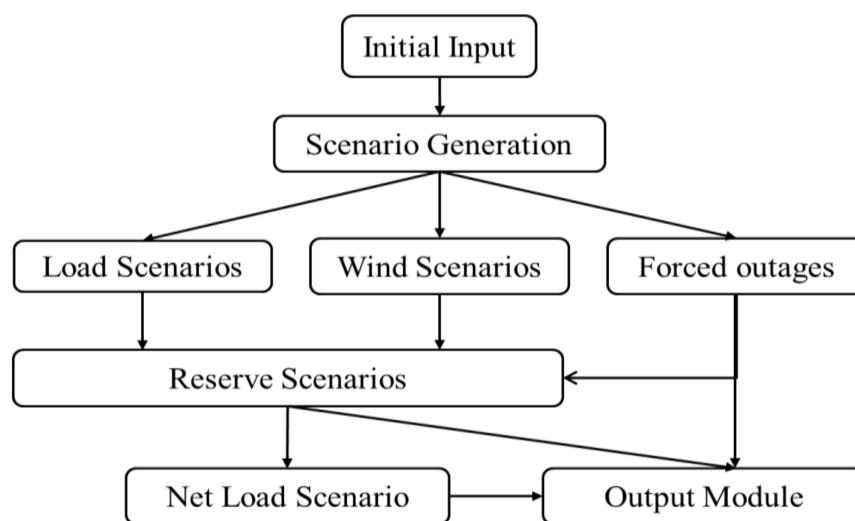 Initial Input
Scenario Generation
Load Scenarios
Wind Scenarios
Forced outages
Reserve Scenarios
Net Load Scenario
Output Module